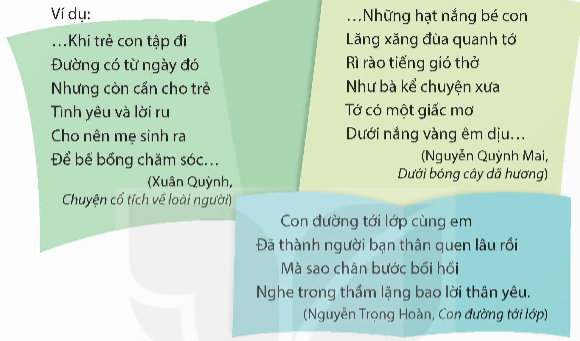 Ví dụ:
…Khi trẻ con tập đi
Đường có từ ngày đó
Nhưng còn cần cho trẻ
Tình yêu và lời ru
Cho nên mẹ sinh ra
Để bế bồng chăm sóc…
(Xuân Quỳnh,
Chuyện cổ tích về loài người)
…Những hạt nắng bé con
Lăng xăng đùa quanh tớ
Rì rào tiếng gió thở
Như bà kể chuyện xưa
Tớ có một giấc mơ
Dưới nắng vàng êm dịu…
(Nguyễn Quỳnh Mai,
Dưới bóng cây dã hương)
Con đường tới lớp cùng em
Đã thành người bạn thân quen lâu rồi
Mà sao chân bước bồi hồi
Nghe trong thầm lặng bao lời thân yêu.
(Nguyễn Trọng Hoàn, Con đường tới lớp)